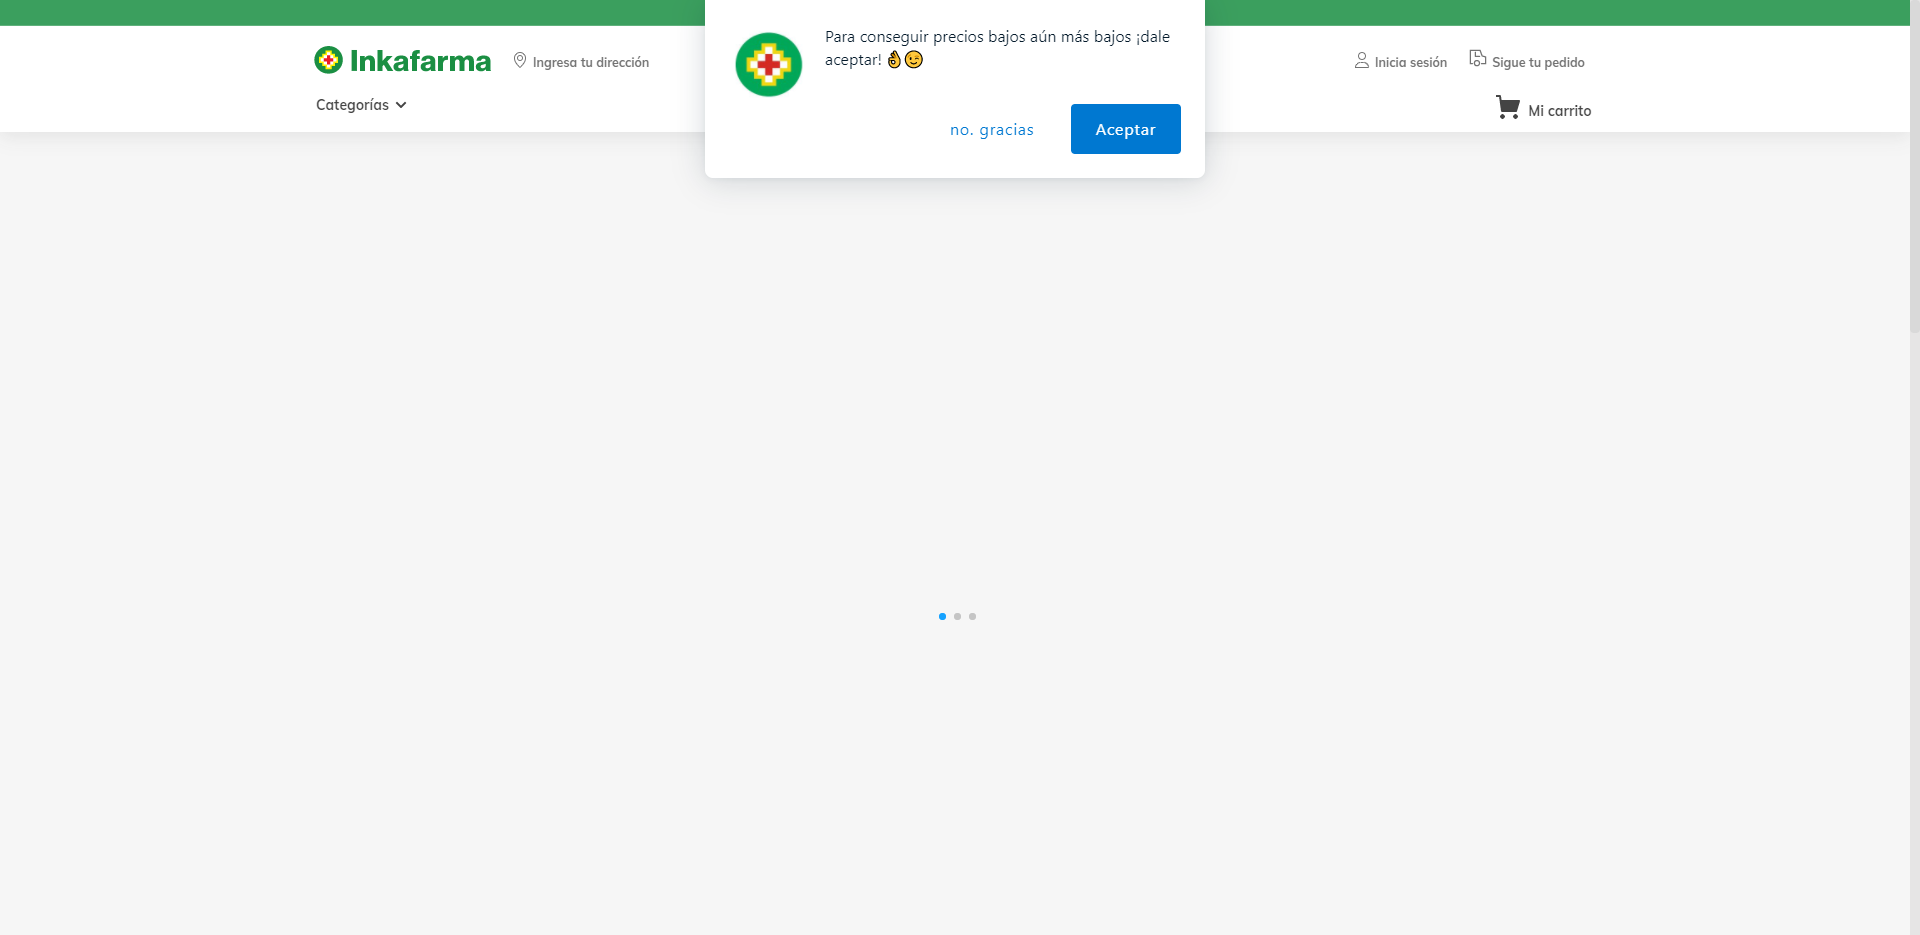 Para conseguir precios bajos aún más bajos ¡dale
aceptar! 👌😉
no. gracias
Aceptar
Inkafarma
Ingresa tu dirección
Inicia sesión
Sigue tu pedido
Categorías
Mi carrito